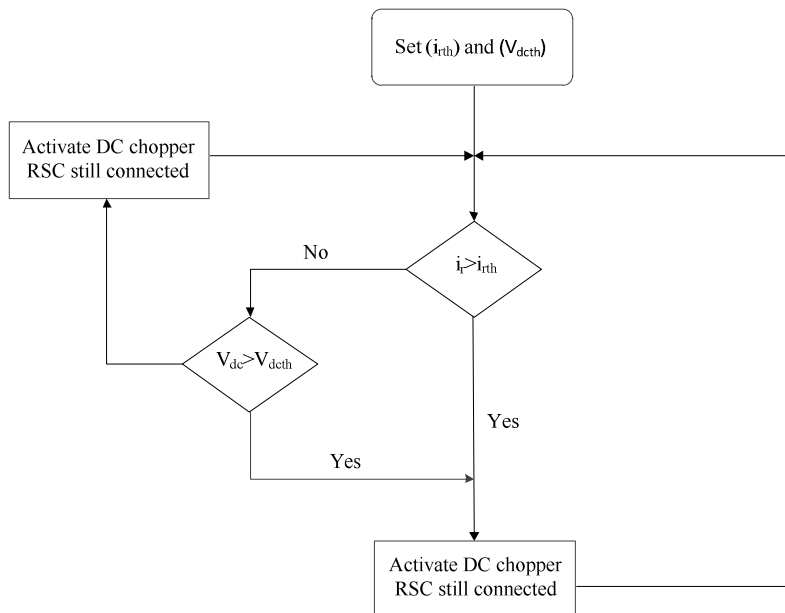 Set (irth) and (Vdcth)
Activate DC chopper
RSC still connected
No
ir>irth
Vdc>Vdcth
Yes
Yes
Activate DC chopper
RSC still connected